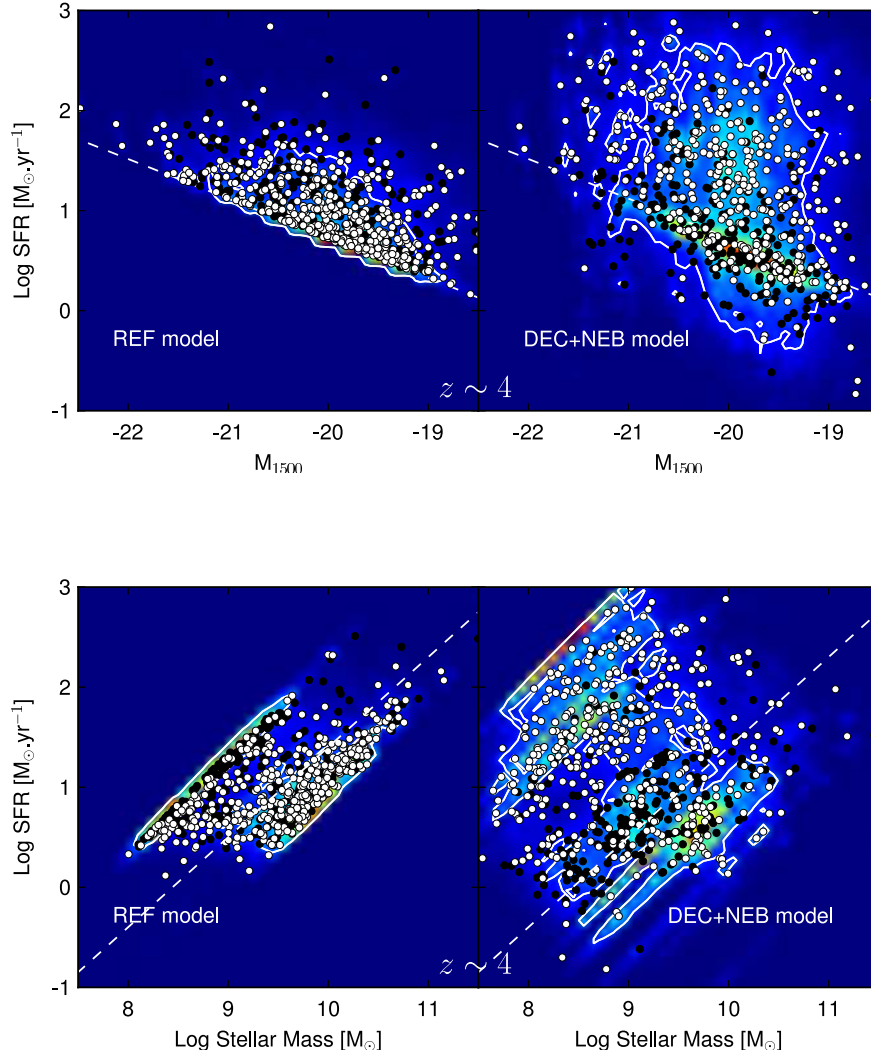 3
2
1
0
-1
Log SFR [M⊙.yr⁻¹]
REF model
DEC+NEB model
z ∼ 4
-22 -21 -20 -19 -22 -21 -20 -19
M₁₅₀₀ M₁₅₀₀
3
2
1
0
-1
Log SFR [M⊙.yr⁻¹]
REF model
DEC+NEB model
z ∼ 4
8 9 10 11 8 9 10 11
Log Stellar Mass [M⊙] Log Stellar Mass [M⊙]